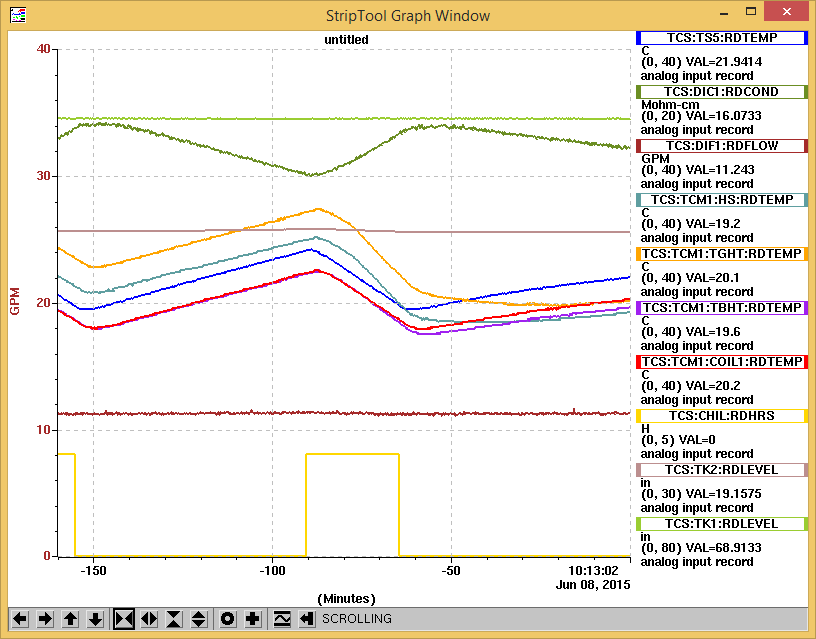 StripTool Graph Window
untitled
40
30
20
10
0
GPM
-150
-100
-50
10:13:02
Jun 08, 2015
(Minutes)
TCS:TS5:RDTEMP
C
(0, 40) VAL=21.9414
analog input record
TCS:DIC1:RDCOND
Mohm-cm
(0, 20) VAL=16.0733
analog input record
TCS:DIF1:RDFLOW
GPM
(0, 40) VAL=11.243
analog input record
TCS:TCM1:HS:RDTEMP
C
(0, 40) VAL=19.2
analog input record
TCS:TCM1:TGHT:RDTEMP
C
(0, 40) VAL=20.1
analog input record
TCS:TCM1:TBHT:RDTEMP
C
(0, 40) VAL=19.6
analog input record
TCS:TCM1:COIL1:RDTEMP
C
(0, 40) VAL=20.2
analog input record
TCS:CHIL:RDHRS
H
(0, 5) VAL=0
analog input record
TCS:TK2:RDLEVEL
in
(0, 30) VAL=19.1575
analog input record
TCS:TK1:RDLEVEL
in
(0, 80) VAL=68.9133
analog input record
SCROLLING